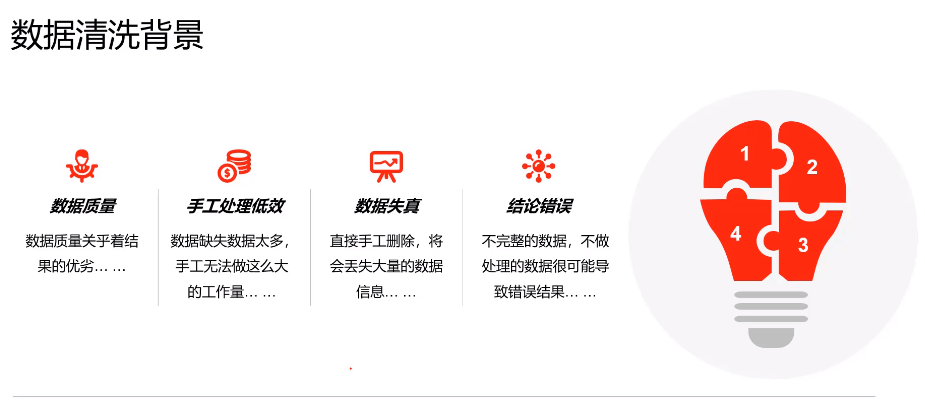 数据清洗背景
数据质量
数据质量关乎着结
果的优劣... ...
手工处理低效
数据缺失数据太多，
手工无法做这么大
的工作量... ...
数据失真
直接手工删除，将
会丢失大量的数据
信息... ...
结论错误
不完整的数据，不做
处理的数据很可能导
致错误结果... ...
1
2
4
3